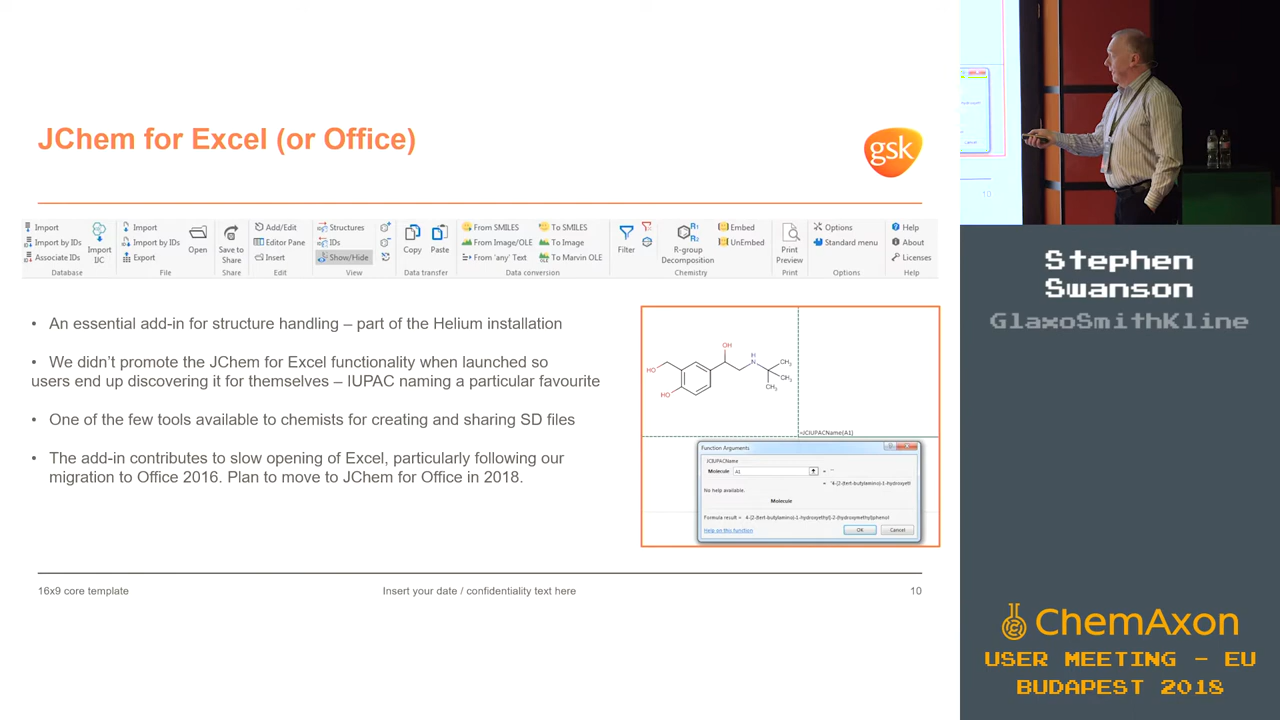 JChem for Excel (or Office)
gsk
Import
Import by IDs
Associate IDs
Import IJC
Database
Import
Import by IDs
Export
Open
File
Save to Share
Share
Add/Edit
Editor Pane
Insert
Edit
Structures
IDs
Show/Hide
View
Copy
Paste
Data transfer
From SMILES
From Image/OLE
From 'any' Text
To SMILES
To Image
To Marvin OLE
Data conversion
Filter
R-group Decomposition
Embed
UnEmbed
Chemistry
Print Preview
Print
Options
Standard menu
Options
Help
About
Licenses
Help
• An essential add-in for structure handling – part of the Helium installation
• We didn't promote the JChem for Excel functionality when launched so
users end up discovering it for themselves – IUPAC naming a particular favourite
• One of the few tools available to chemists for creating and sharing SD files
• The add-in contributes to slow opening of Excel, particularly following our
migration to Office 2016. Plan to move to JChem for Office in 2018.
OH
H
N
CH3
HO
CH3
CH3
HO
=JCIUPACName(A1)
Function Arguments
JCIUPACName
Molecule A1
= ""
= "4-(2-(tert-butylamino)-1-hydroxyeth
No help available.
Molecule
Formula result = 4-(2-(tert-butylamino)-1-hydroxyethyl)-2-(hydroxymethyl)phenol
Help on this function
OK
Cancel
16x9 core template
Insert your date / confidentiality text here
10
10
Stephen
Swanson
GlaxoSmithKline
ChemAxon
USER MEETING - EU
BUDAPEST 2018